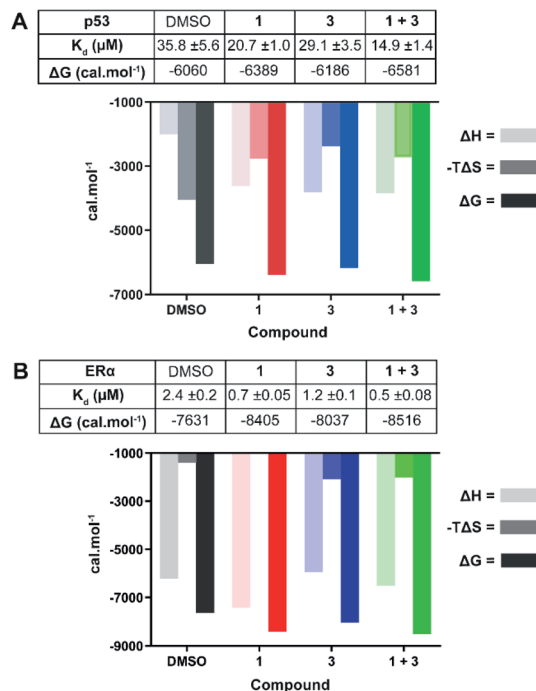 A
p53 DMSO 1 3 1 + 3
Kd (μM) 35.8 ±5.6 20.7 ±1.0 29.1 ±3.5 14.9 ±1.4
ΔG (cal.mol-1) -6060 -6389 -6186 -6581
-1000
-3000
-5000
-7000
cal.mol-1
DMSO 1 3 1 + 3
Compound
ΔH =
-TΔS =
ΔG =
B
ERα DMSO 1 3 1 + 3
Kd (μM) 2.4 ±0.2 0.7 ±0.05 1.2 ±0.1 0.5 ±0.08
ΔG (cal.mol-1) -7631 -8405 -8037 -8516
-1000
-3000
-5000
-7000
-9000
cal.mol-1
DMSO 1 3 1 + 3
Compound
ΔH =
-TΔS =
ΔG =